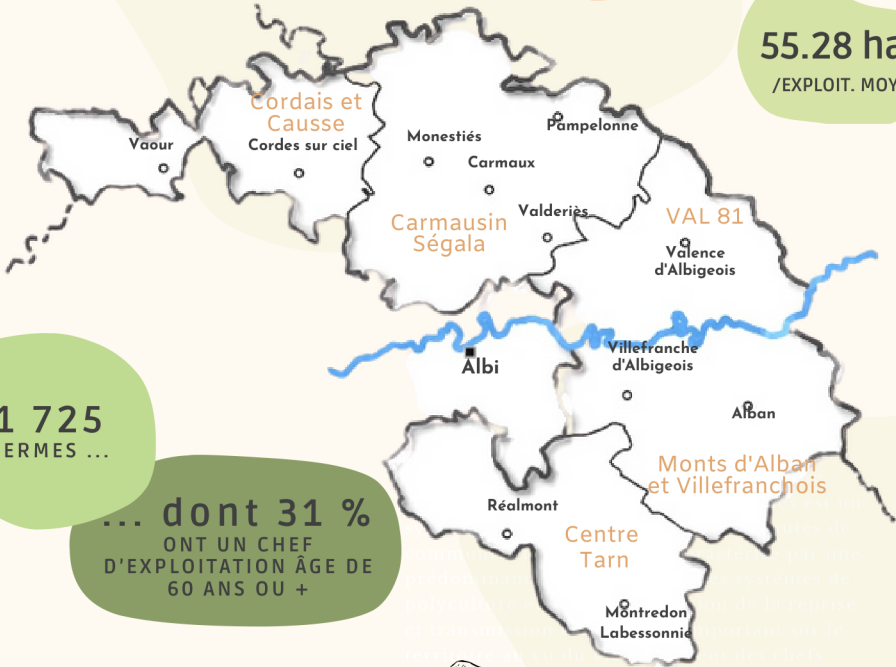 55.28 ha
/EXPLOIT. MOY
Cordais et
Causse
Vaour
Cordes sur ciel
Monestiés
Carmaux
Pampelonne
Valderiès
Carmausin
Ségala
VAL 81
Valence
d'Albigeois
Albi
Villefranche
d'Albigeois
Alban
Monts d'Alban
et Villefranchois
1 725
ERMES ...
... dont 31 %
ONT UN CHEF
D'EXPLOITATION ÂGE DE
60 ANS OU +
Réalmont
Centre
Tarn
Montredon
Labessonnié